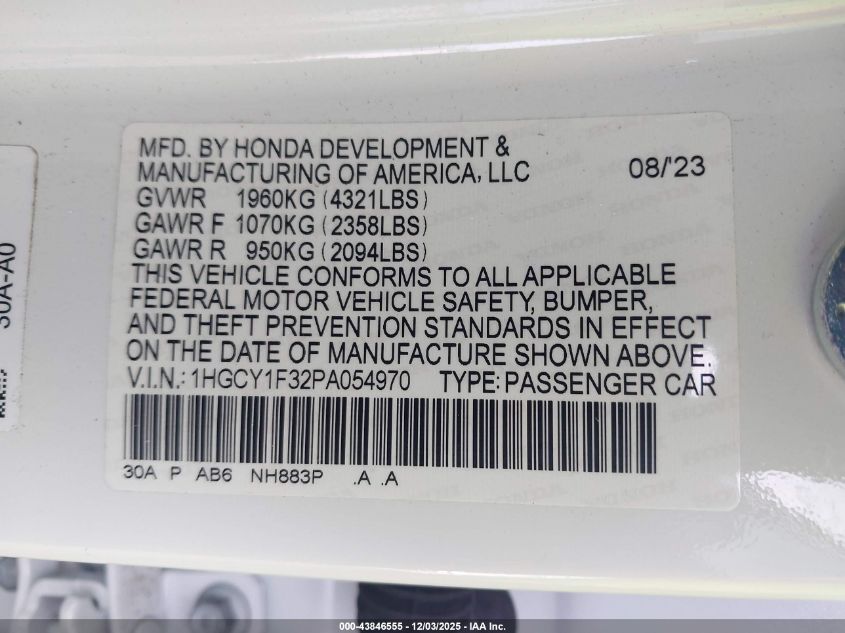 MFD. BY HONDA DEVELOPMENT &
MANUFACTURING OF AMERICA, LLC 08/'23
GVWR 1960KG (4321LBS)
GAWR F 1070KG (2358LBS)
GAWR R 950KG (2094LBS)
THIS VEHICLE CONFORMS TO ALL APPLICABLE
FEDERAL MOTOR VEHICLE SAFETY, BUMPER,
AND THEFT PREVENTION STANDARDS IN EFFECT
ON THE DATE OF MANUFACTURE SHOWN ABOVE.
V.I.N.: 1HGCY1F32PA054970 TYPE: PASSENGER CAR
30A P AB6 NH883P .A .A
30A-A0
000-43846555 - 12/03/2025 - IAA Inc.